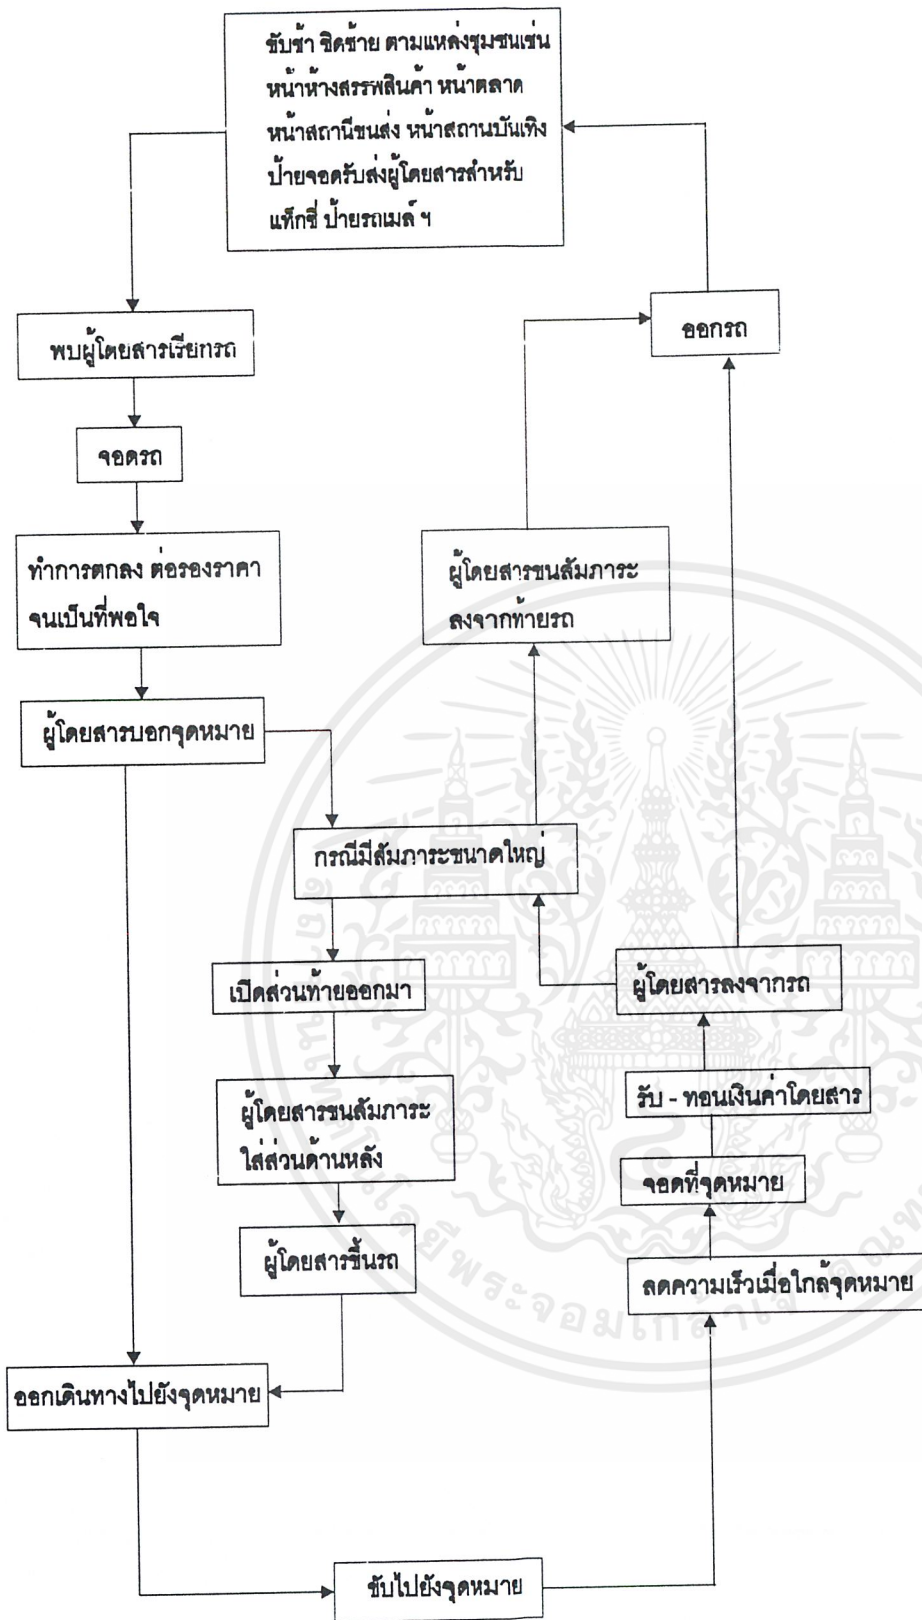 ขับช้า ชิดซ้าย ตามแหล่งชุมชนเช่น
หน้าห้างสรรพสินค้า หน้าตลาด
หน้าสถานีขนส่ง หน้าสถานบันเทิง
ป้ายจอดรับส่งผู้โดยสารสำหรับ
แท็กซี่ ป้ายรถเมล์ ฯ
ออกรถ
พบผู้โดยสารเรียกรถ
จอดรถ
ทำการตกลง ต่อรองราคา
จนเป็นที่พอใจ
ผู้โดยสารขนสัมภาระ
ลงจากท้ายรถ
ผู้โดยสารบอกจุดหมาย
กรณีมีสัมภาระขนาดใหญ่
เปิดส่วนท้ายออกมา
ผู้โดยสารลงจากรถ
ผู้โดยสารขนสัมภาระ
ใส่ส่วนด้านหลัง
รับ - ทอนเงินค่าโดยสาร
จอดที่จุดหมาย
ผู้โดยสารขึ้นรถ
ลดความเร็วเมื่อใกล้จุดหมาย
ออกเดินทางไปยังจุดหมาย
ขับไปยังจุดหมาย